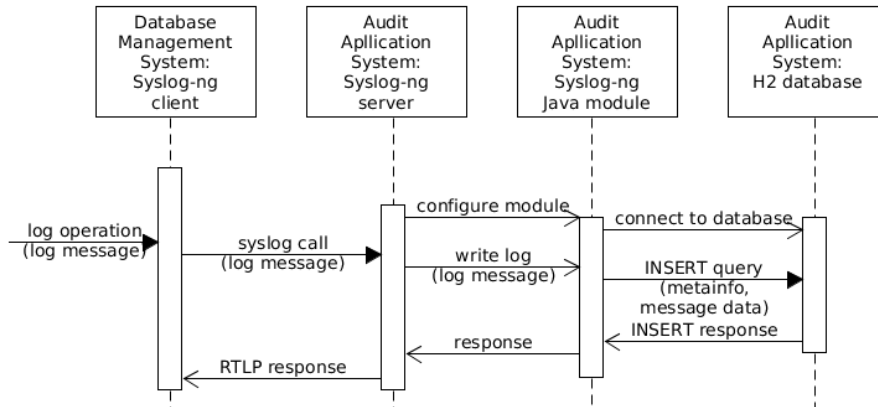 Database
Management
System:
Syslog-ng
client
Audit
Apllication
System:
Syslog-ng
server
Audit
Apllication
System:
Syslog-ng
Java module
Audit
Apllication
System:
H2 database
configure module
log operation
(log message)
connect to database
syslog call
(log message)
write log
(log message)
INSERT query
(metainfo,
message data)
INSERT response
response
RTLP response